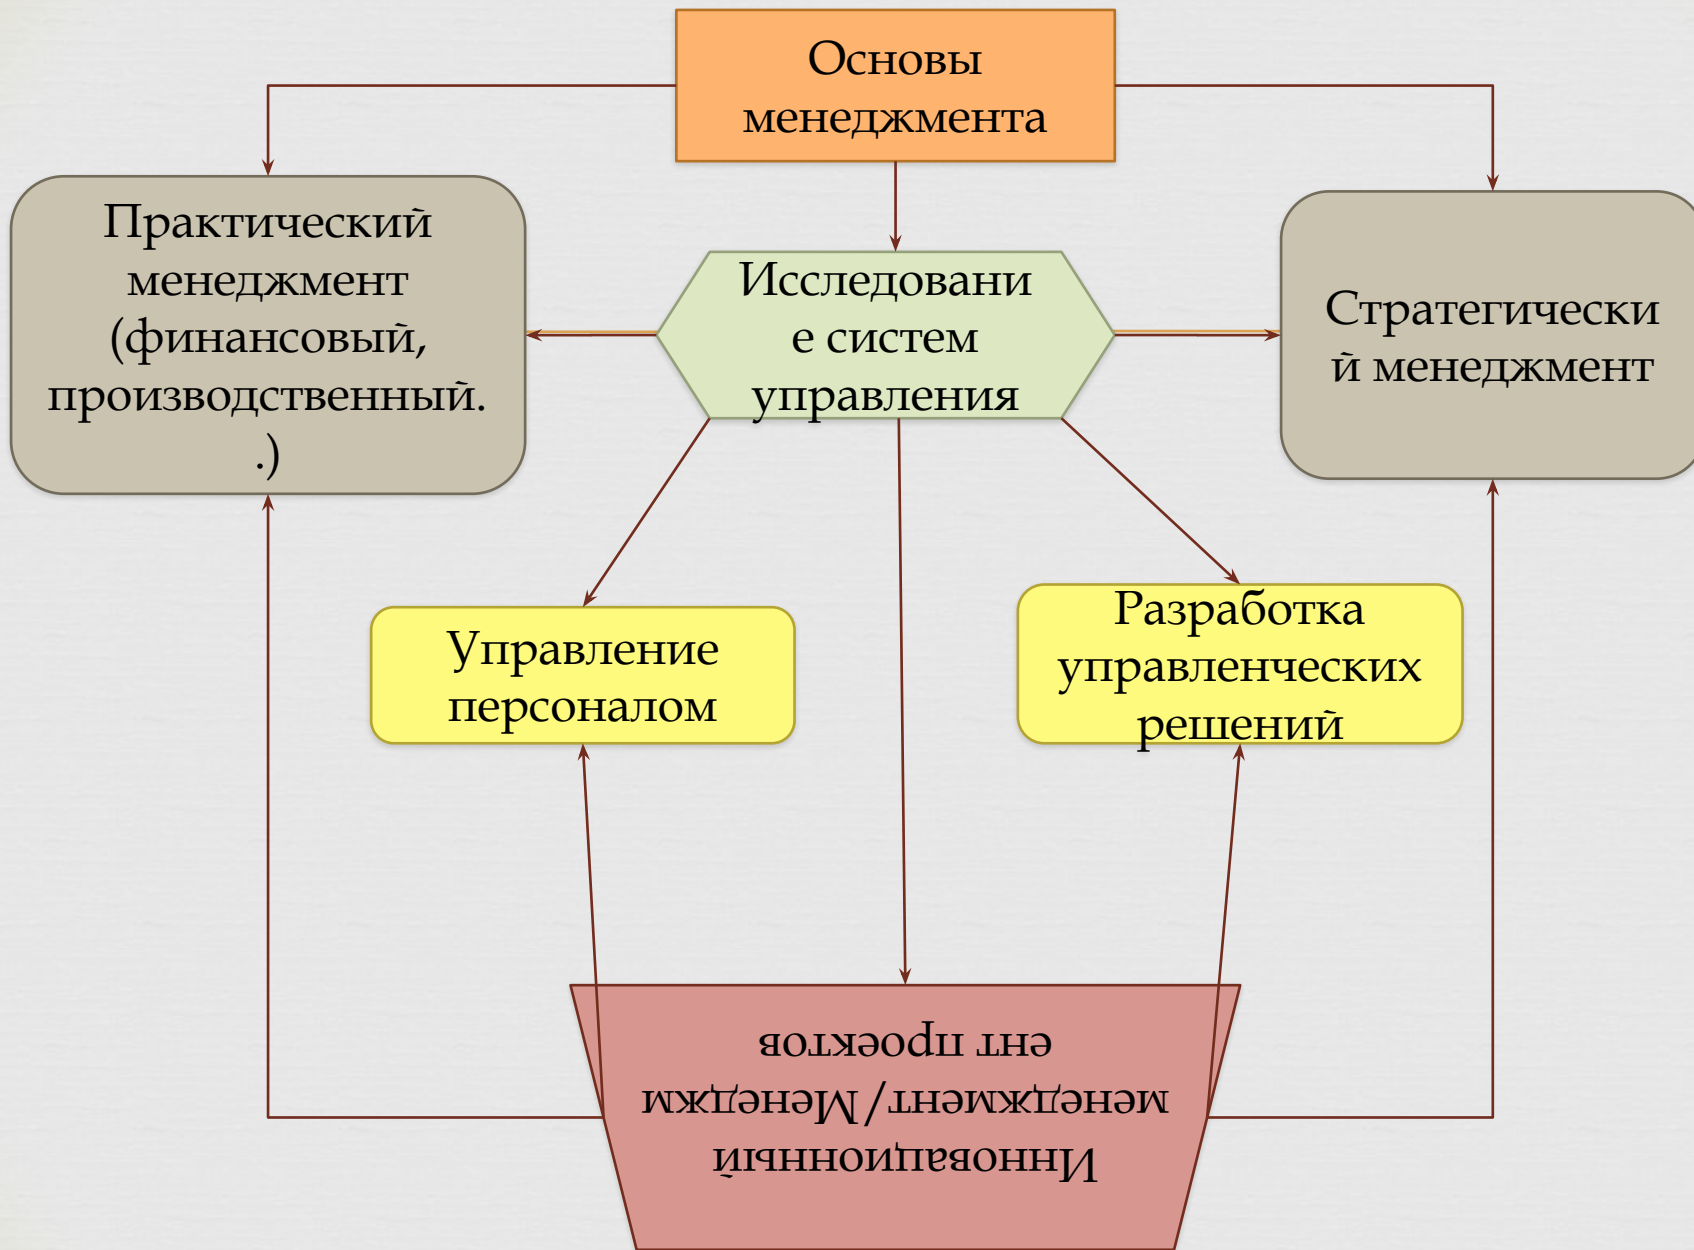 Основы
менеджмента
Практический
менеджмент
(финансовый,
производственный.
.)
Исследовани
е систем
управления
Стратегически
й менеджмент
Управление
персоналом
Разработка
управленческих
решений
Инновационный
менеджмент/Менеджм
ент проектов